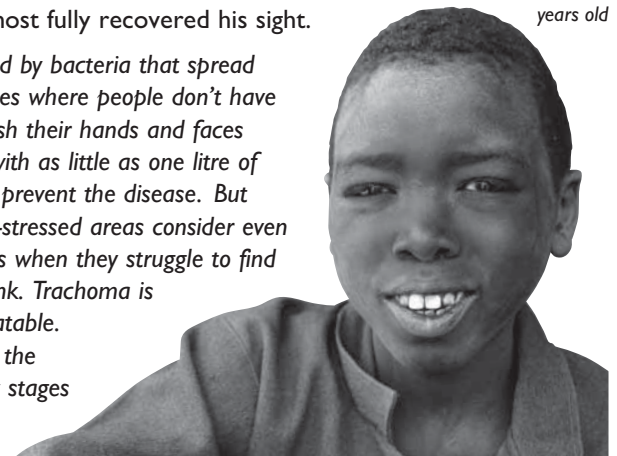 nost fully recovered his sight.
years old
d by bacteria that spread
es where people don’t have
sh their hands and faces
with as little as one litre of
prevent the disease. But
-stressed areas consider even
s when they struggle to find
nk. Trachoma is
atable.
the
stages